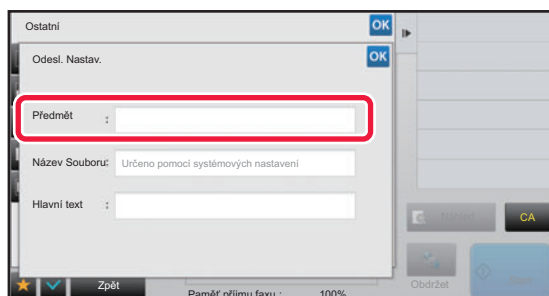 Ostatní
OK
Odesl. Nastav.
OK
Předmět :
Název Souboru: Určeno pomocí systémových nastavení
Hlavní text :
Náhled
CA
Obdržet
Zpět
Paměť příjmu faxu : 100%